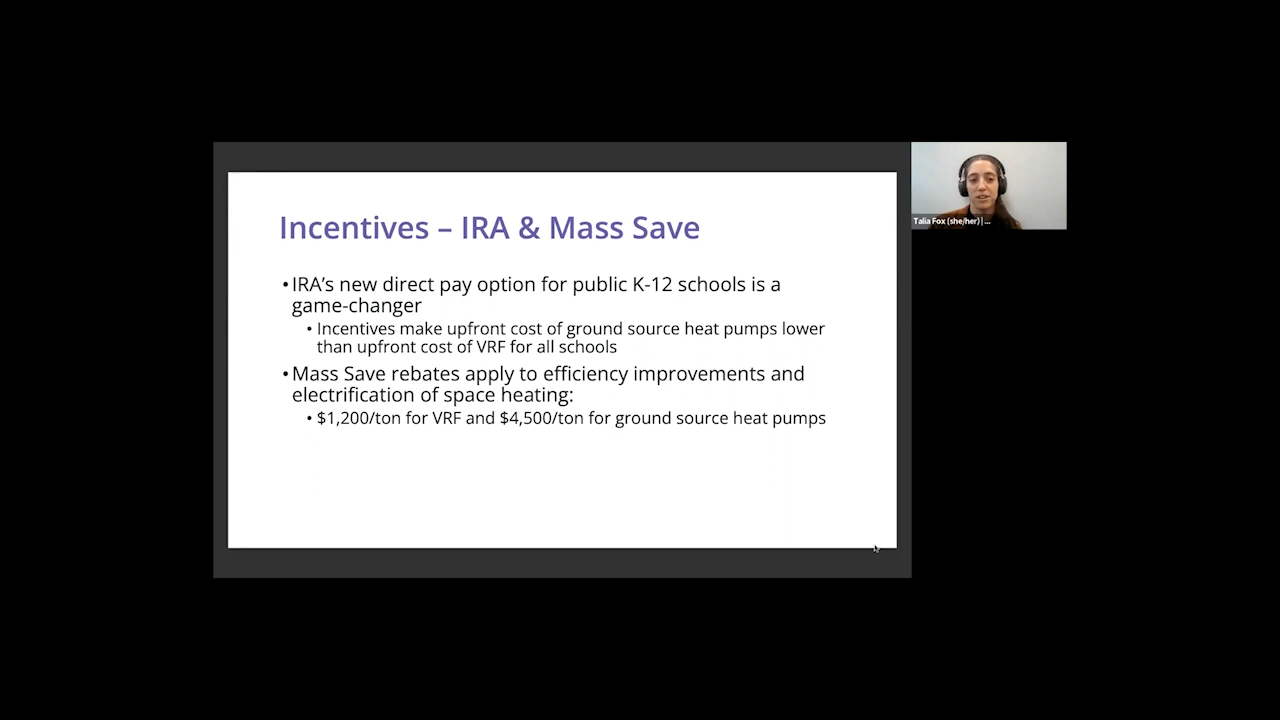 Incentives – IRA & Mass Save
•IRA’s new direct pay option for public K-12 schools is a
game-changer
• Incentives make upfront cost of ground source heat pumps lower
than upfront cost of VRF for all schools
•Mass Save rebates apply to efficiency improvements and
electrification of space heating:
• $1,200/ton for VRF and $4,500/ton for ground source heat pumps
Talia Fox (she/her) | ...